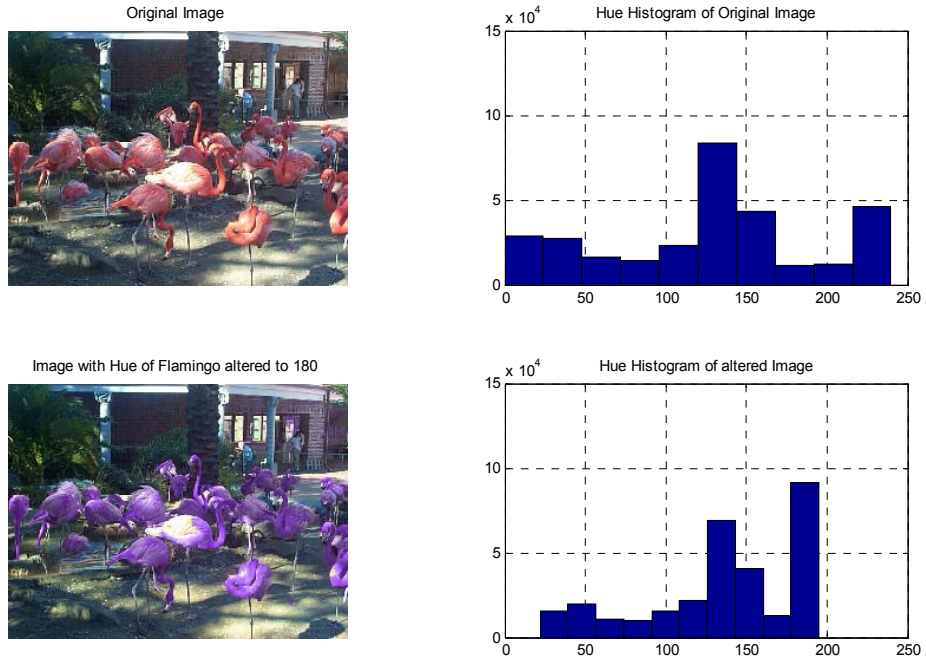 Original Image
Hue Histogram of Original Image
x 10^4
15
10
5
0
0 50 100 150 200 250
Image with Hue of Flamingo altered to 180
Hue Histogram of altered Image
x 10^4
15
10
5
0
0 50 100 150 200 250